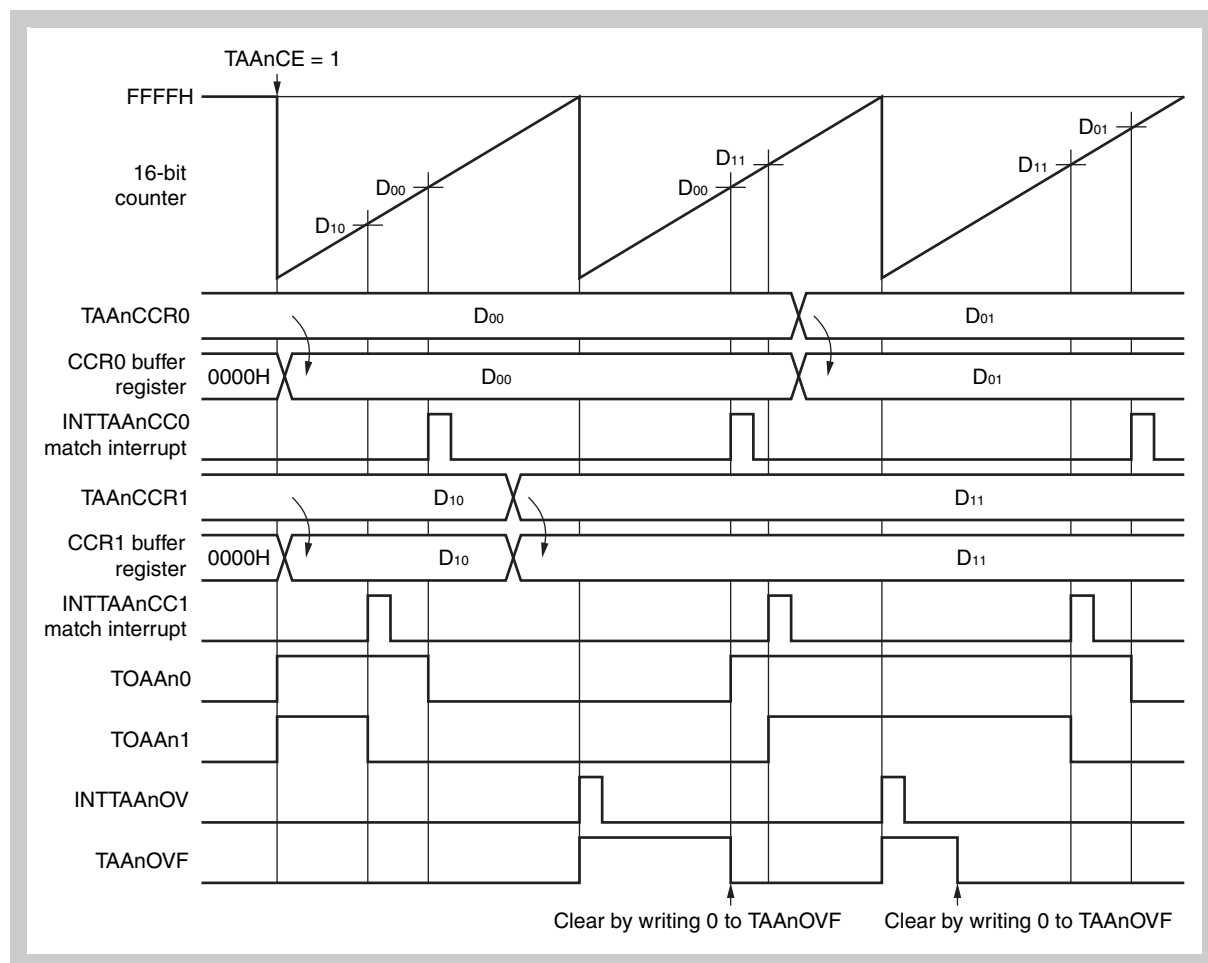 TAAnCE = 1
FFFFH
16-bit
counter
D10
D00
D00
D11
D11
D01
TAAnCCR0
D00
D01
CCR0 buffer
register
0000H
D00
D01
INTTAAnCC0
match interrupt
TAAnCCR1
D10
D11
CCR1 buffer
register
0000H
D10
D11
INTTAAnCC1
match interrupt
TOAAn0
TOAAn1
INTTAAnOV
TAAnOVF
Clear by writing 0 to TAAnOVF
Clear by writing 0 to TAAnOVF